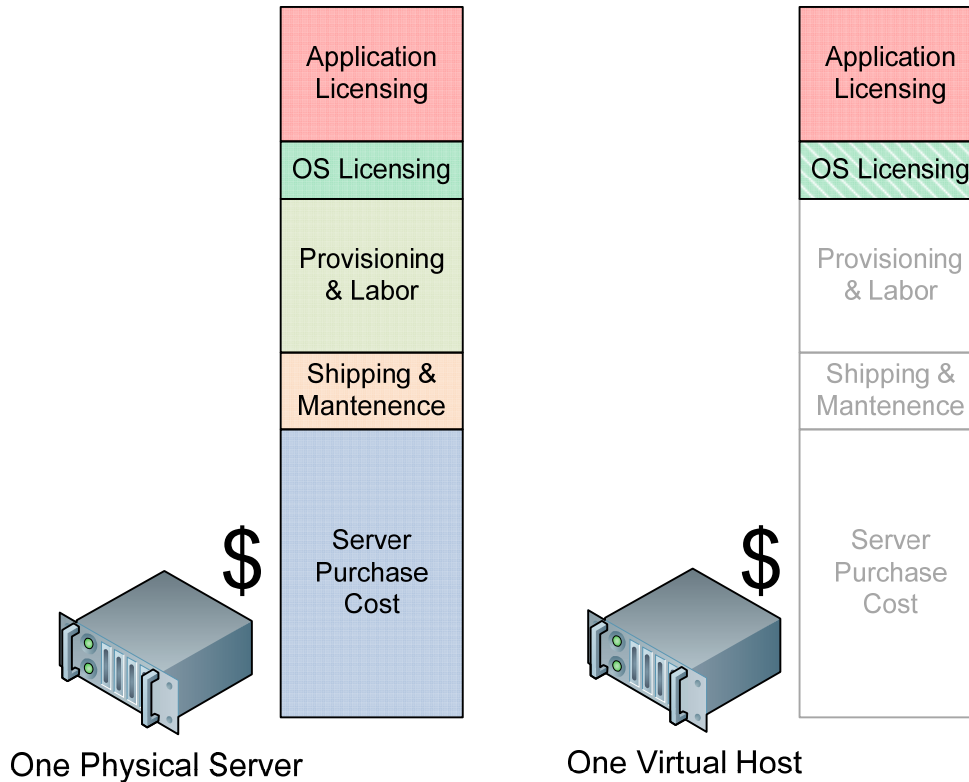 Application
Licensing
OS Licensing
Provisioning
& Labor
Shipping &
Mantenence
Server
Purchase
Cost
$
One Physical Server
Application
Licensing
OS Licensing
Provisioning
& Labor
Shipping &
Mantenence
Server
Purchase
Cost
$
One Virtual Host